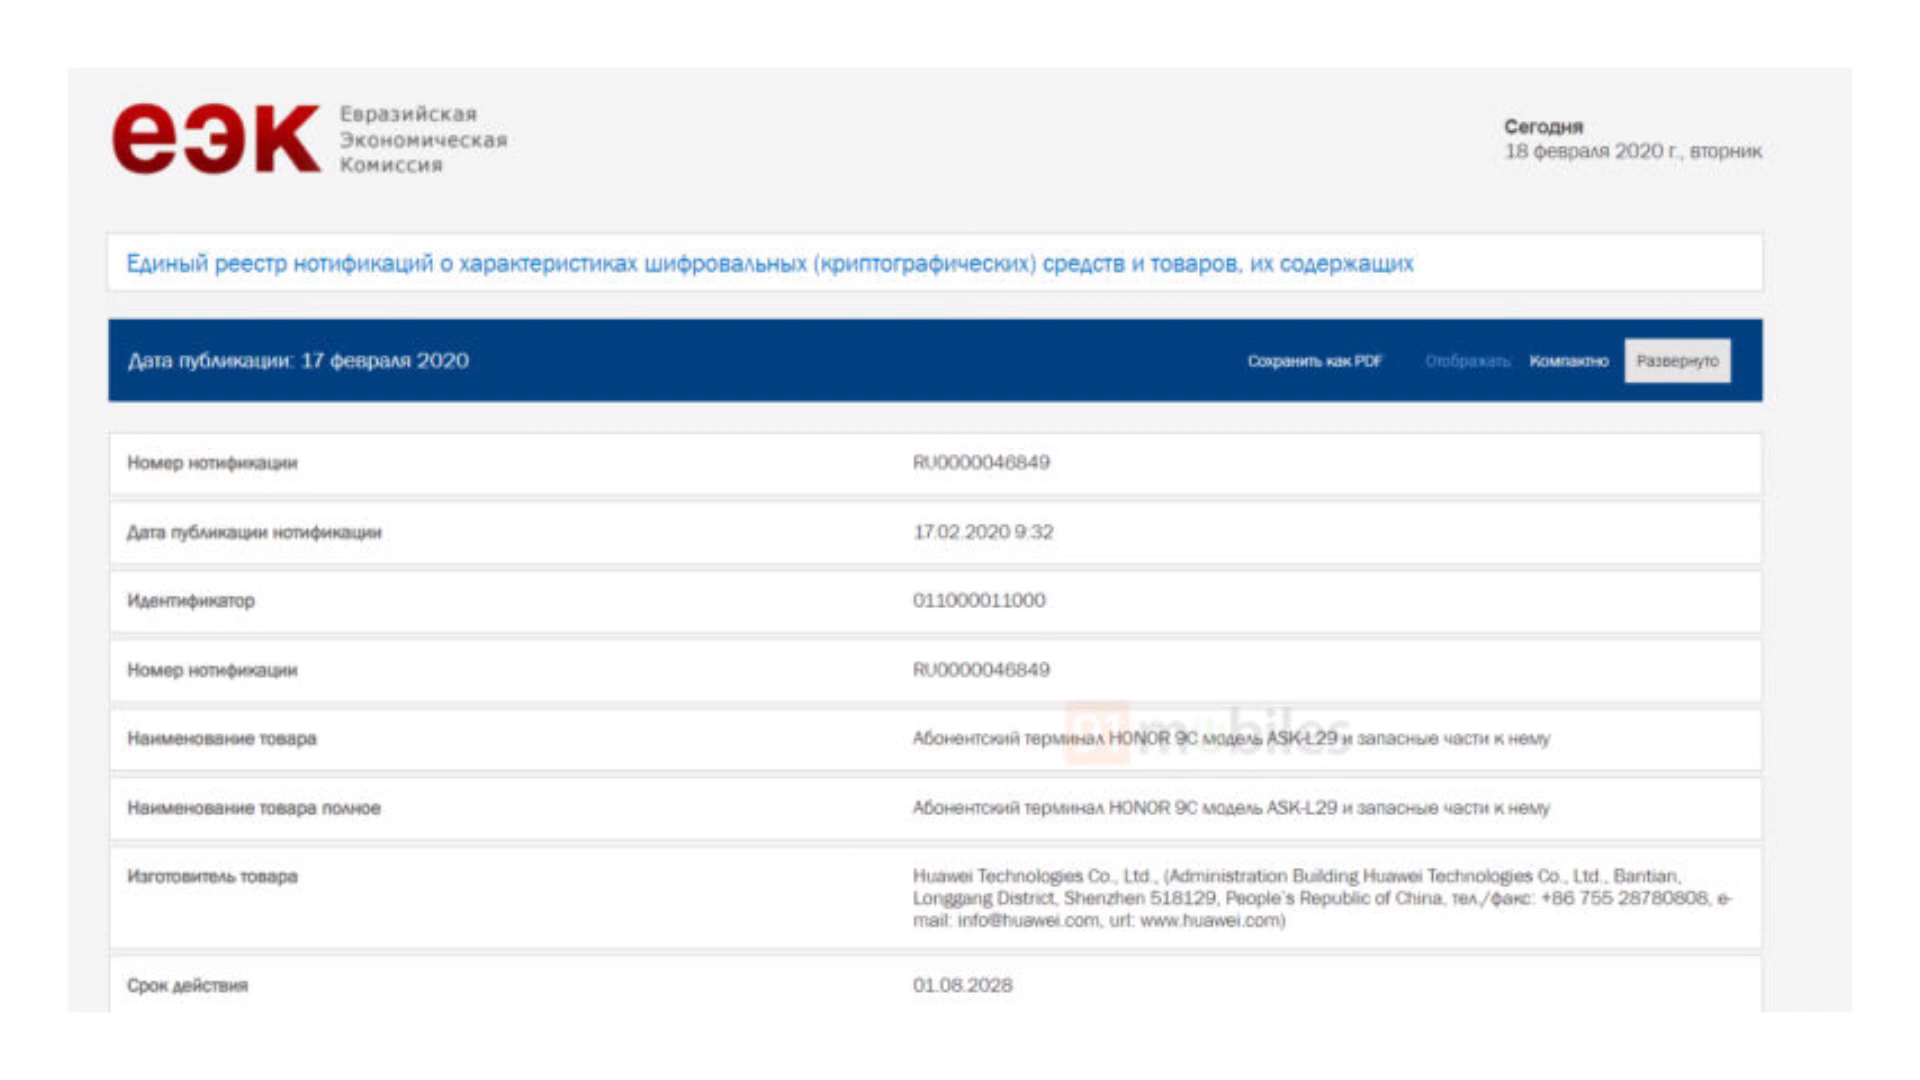 еэк
Евразийская
Экономическая
Комиссия
Сегодня
18 февраля 2020 г., вторник
Единый реестр нотификаций о характеристиках шифровальных (криптографических) средств и товаров, их содержащих
Дата публикации: 17 февраля 2020
Сохранить как PDF Отображать: Компактно Развернуто
Номер нотификации RU0000046849
Дата публикации нотификации 17.02.2020 9:32
Идентификатор 011000011000
Номер нотификации RU0000046849
91mobiles
Наименование товара Абонентский терминал HONOR 9C модель ASK-L29 и запасные части к нему
Наименование товара полное Абонентский терминал HONOR 9C модель ASK-L29 и запасные части к нему
Изготовитель товара Huawei Technologies Co., Ltd., (Administration Building Huawei Technologies Co., Ltd., Bantian,
Longgang District, Shenzhen 518129, People's Republic of China, тел./факс: +86 755 28780808, e-
mail: info@huawei.com, url: www.huawei.com)
Срок действия 01.08.2028